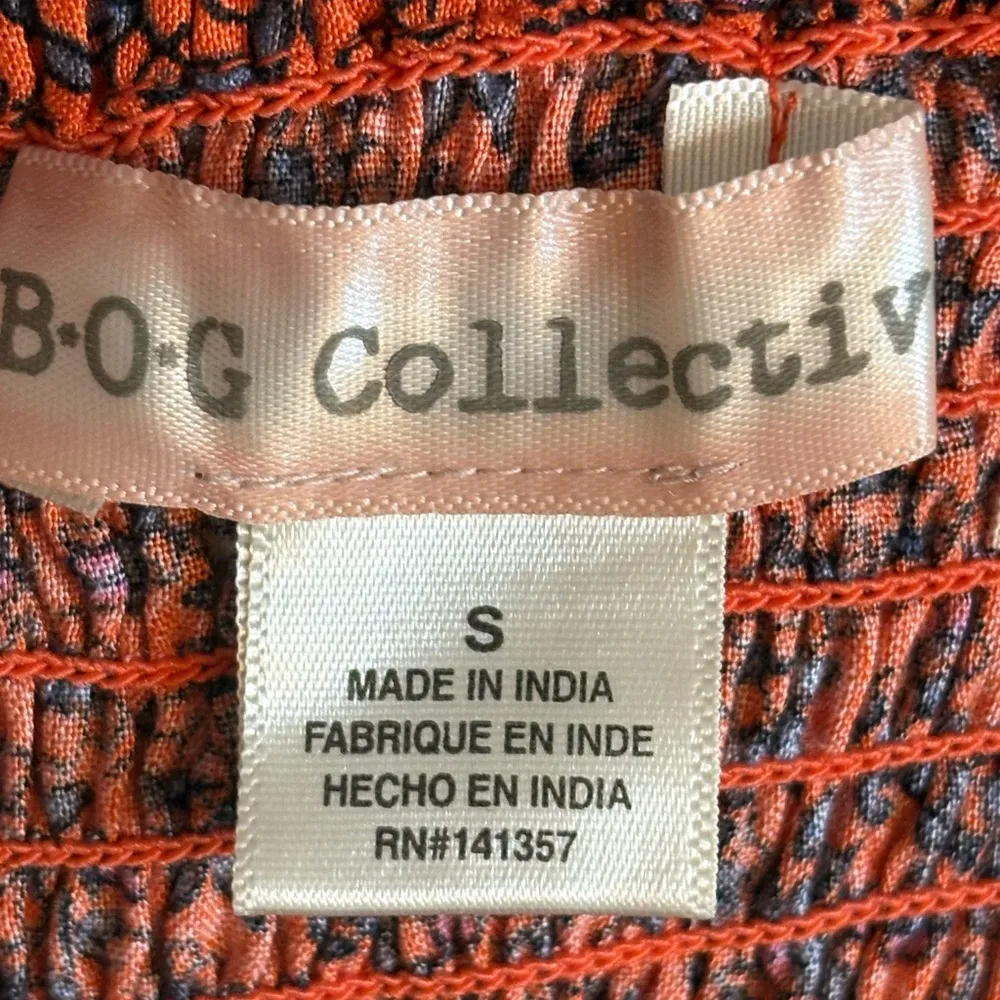 B*O*G Collectiv
S
MADE IN INDIA
FABRIQUE EN INDE
HECHO EN INDIA
RN#141357